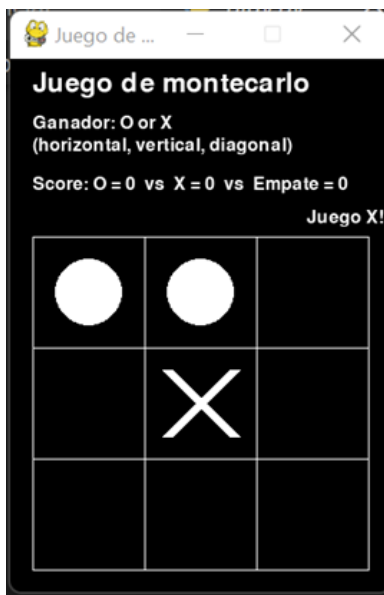 Juego de ...
Juego de montecarlo
Ganador: O or X
(horizontal, vertical, diagonal)
Score: O = 0 vs X = 0 vs Empate = 0
Juego X!